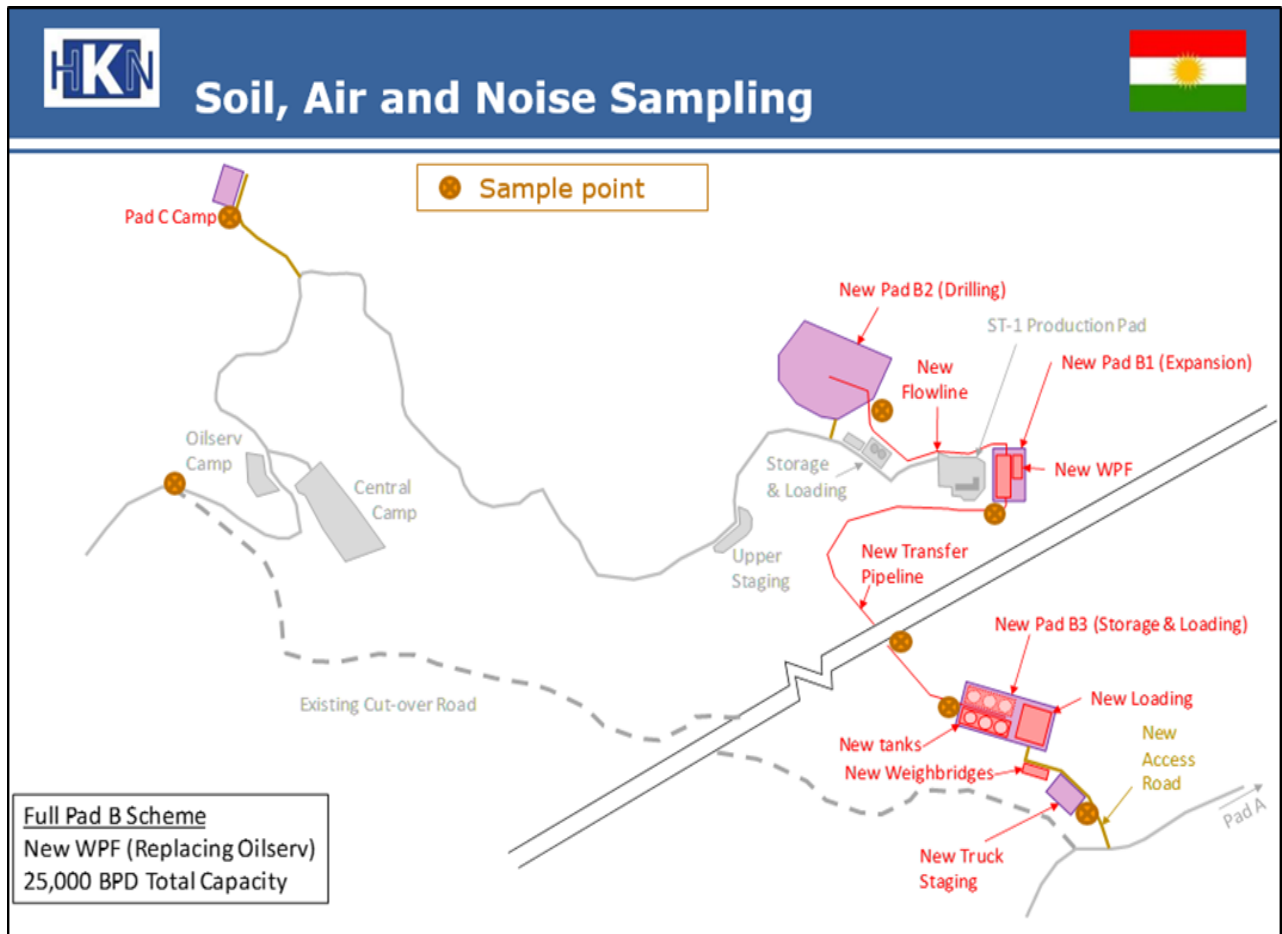 HKN
Soil, Air and Noise Sampling
Sample point
Pad C Camp
New Pad B2 (Drilling)
ST-1 Production Pad
New
Flowline
New Pad B1 (Expansion)
Oilserv
Camp
Central
Camp
Storage
& Loading
New WPF
Upper
Staging
New Transfer
Pipeline
New Pad B3 (Storage & Loading)
Existing Cut-over Road
New Loading
New tanks
New
Access
Road
New Weighbridges
Pad A
New Truck
Staging
Full Pad B Scheme
New WPF (Replacing Oilserv)
25,000 BPD Total Capacity